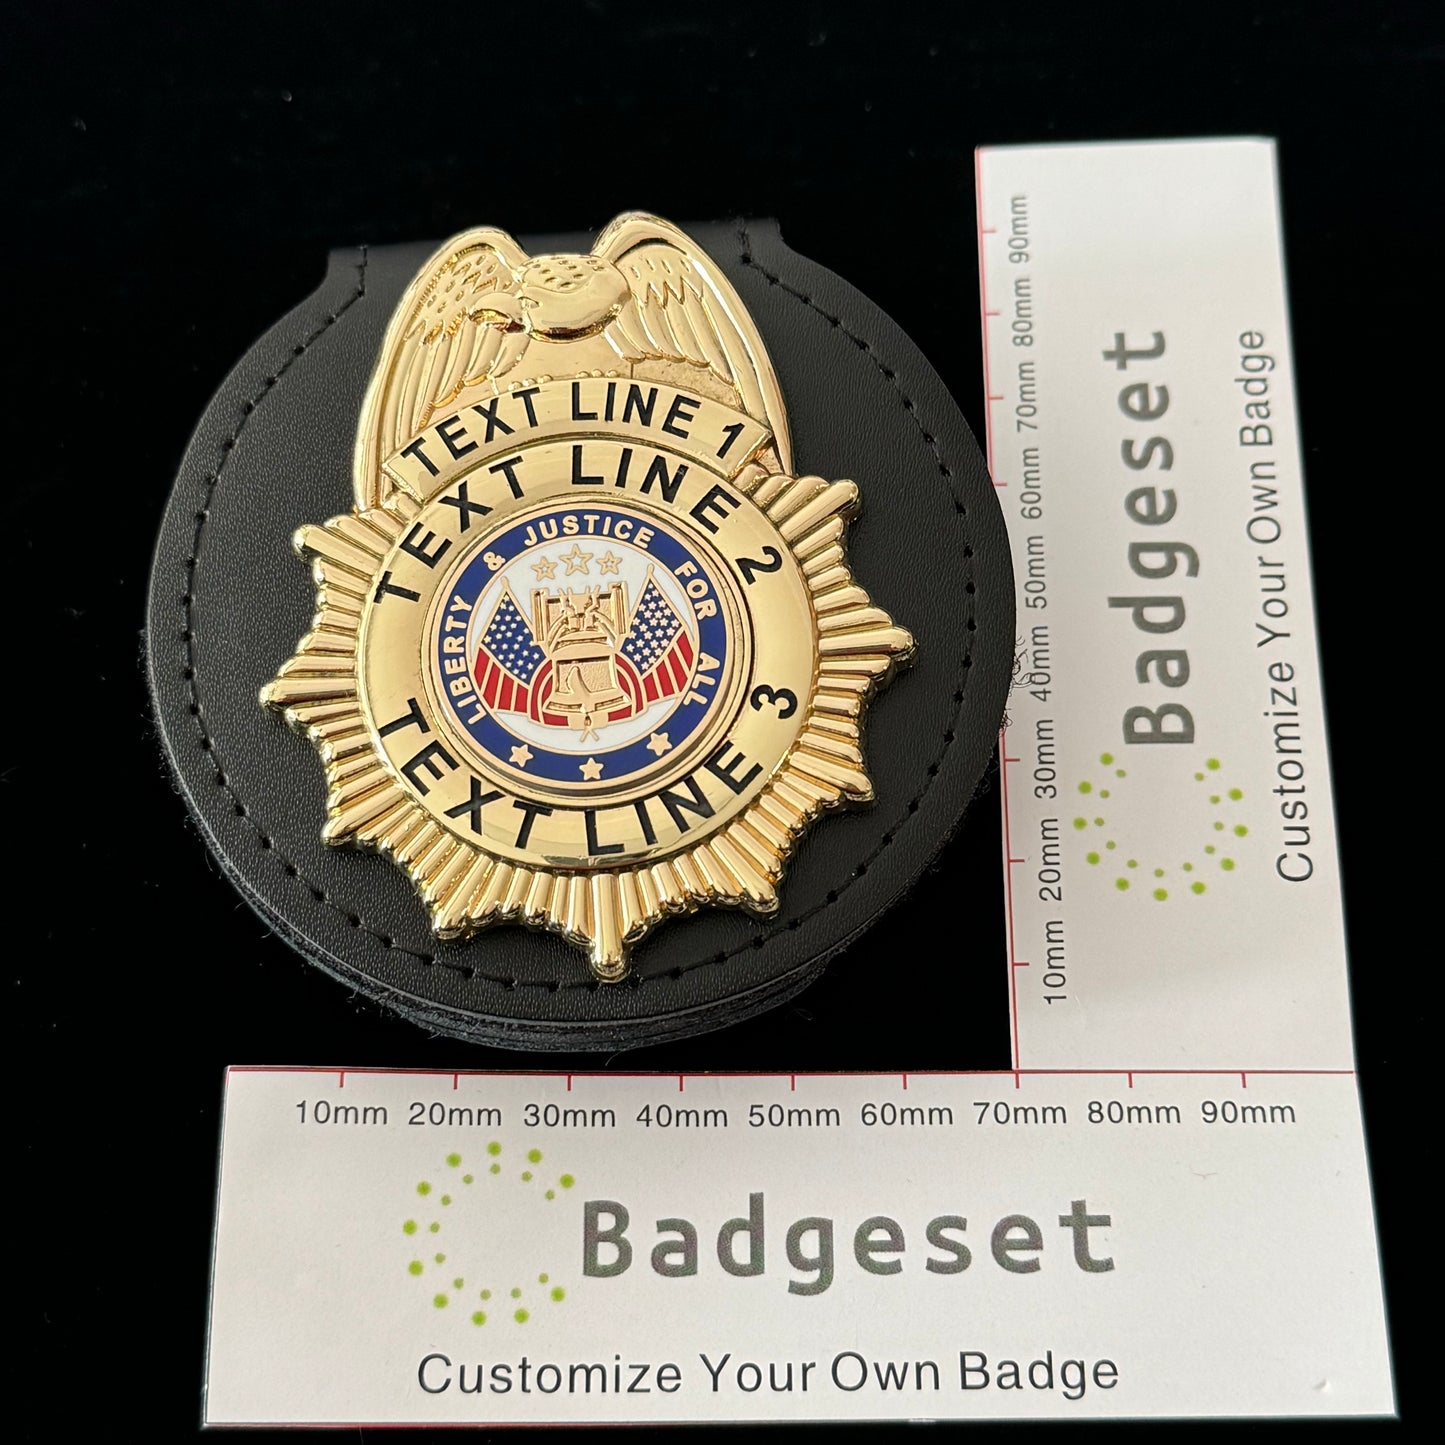 TEXT LINE 1
TEXT LINE 2
LIBERTY & JUSTICE FOR ALL
TEXT LINE 3
90mm
80mm
70mm
60mm
50mm
40mm
30mm
20mm
10mm
Badgeset
Customize Your Own Badge
10mm 20mm 30mm 40mm 50mm 60mm 70mm 80mm 90mm
Badgeset
Customize Your Own Badge